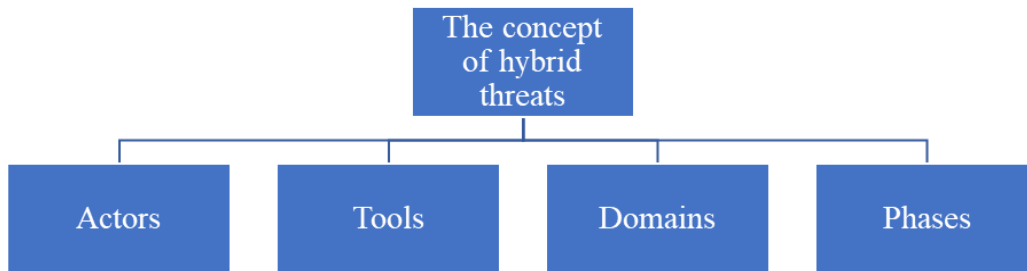 The concept
of hybrid
threats
Actors
Tools
Domains
Phases